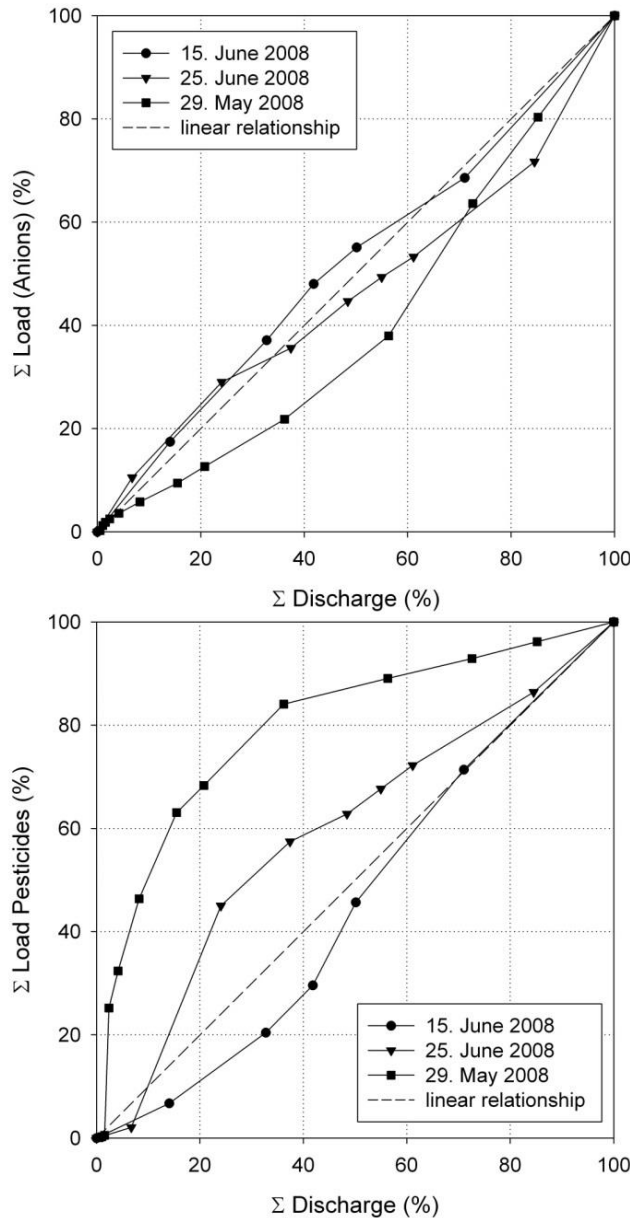 100
80
60
40
20
0
Σ Load (Anions) (%)
15. June 2008
25. June 2008
29. May 2008
linear relationship
0 20 40 60 80 100
Σ Discharge (%)
100
80
60
40
20
0
Σ Load Pesticides (%)
15. June 2008
25. June 2008
29. May 2008
linear relationship
0 20 40 60 80 100
Σ Discharge (%)